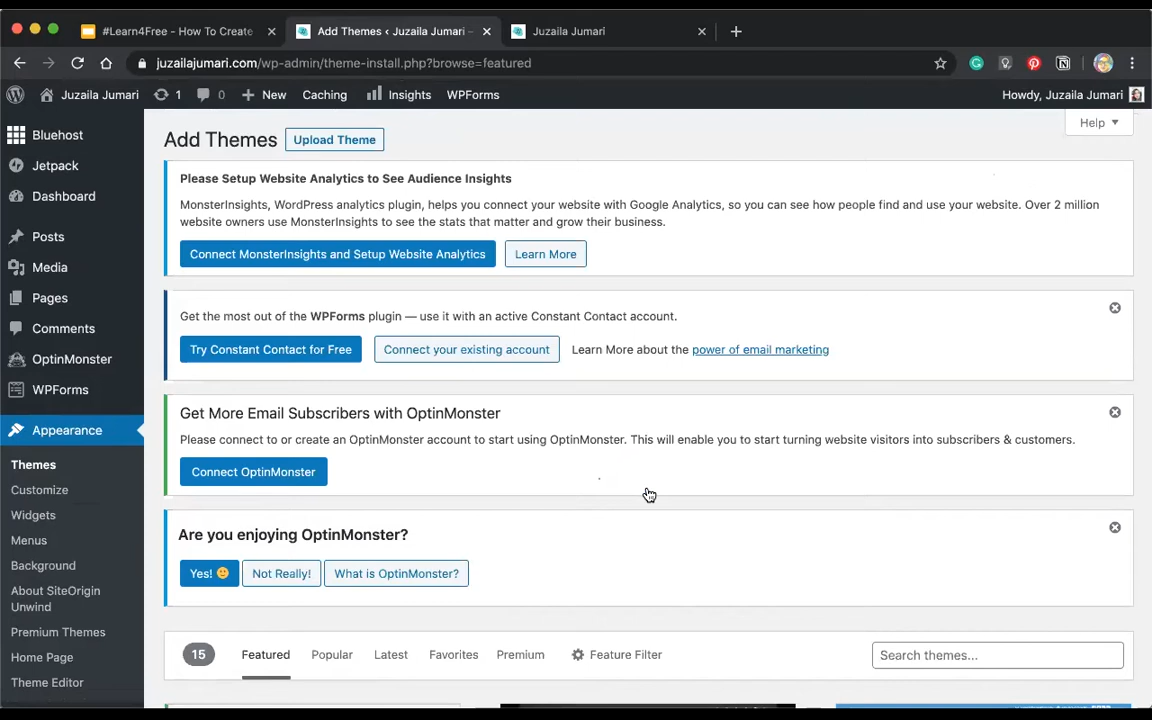 #Learn4Free - How To Create
Add Themes ‹ Juzaila Jumari –
Juzaila Jumari
juzailajumari.com/wp-admin/theme-install.php?browse=featured
Juzaila Jumari
1
0
New
Caching
Insights
WPForms
Howdy, Juzaila Jumari
Bluehost
Jetpack
Dashboard
Posts
Media
Pages
Comments
OptinMonster
WPForms
Appearance
Themes
Customize
Widgets
Menus
Background
About SiteOrigin
Unwind
Premium Themes
Home Page
Theme Editor
Help
Add Themes
Upload Theme
Please Setup Website Analytics to See Audience Insights
MonsterInsights, WordPress analytics plugin, helps you connect your website with Google Analytics, so you can see how people find and use your website. Over 2 million
website owners use MonsterInsights to see the stats that matter and grow their business.
Connect MonsterInsights and Setup Website Analytics
Learn More
Get the most out of the WPForms plugin — use it with an active Constant Contact account.
Try Constant Contact for Free
Connect your existing account
Learn More about the power of email marketing
Get More Email Subscribers with OptinMonster
Please connect to or create an OptinMonster account to start using OptinMonster. This will enable you to start turning website visitors into subscribers & customers.
Connect OptinMonster
Are you enjoying OptinMonster?
Yes! 🙂
Not Really!
What is OptinMonster?
15
Featured
Popular
Latest
Favorites
Premium
Feature Filter
Search themes...